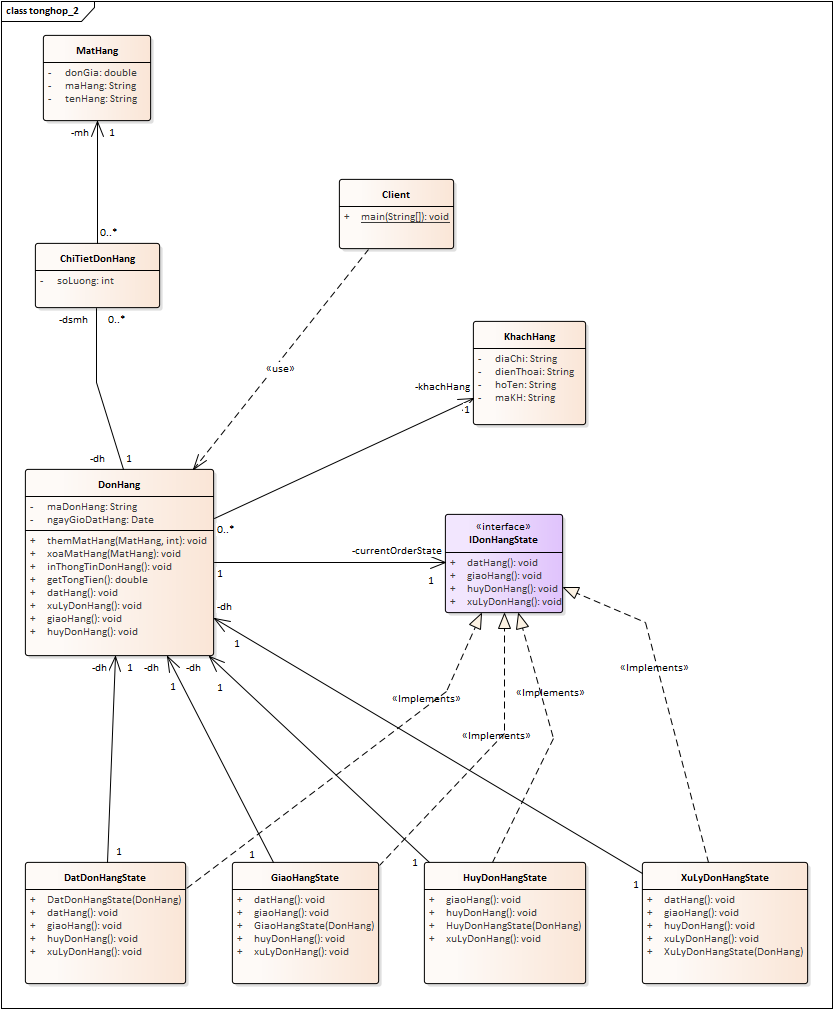 class tonghop_2
MatHang
- donGia: double
- maHang: String
- tenHang: String
-mh 1
0..*
Client
+ main(String[]): void
ChiTietDonHang
- soLuong: int
-dsmh 0..*
«use»
KhachHang
- diaChi: String
- dienThoai: String
- hoTen: String
- maKH: String
-khachHang
1
-dh 1
DonHang
- maDonHang: String
- ngayGioDatHang: Date
+ themMatHang(MatHang, int): void
+ xoaMatHang(MatHang): void
+ inThongTinDonHang(): void
+ getTongTien(): double
+ datHang(): void
+ xuLyDonHang(): void
+ giaoHang(): void
+ huyDonHang(): void
0..*
«interface»
IDonHangState
+ datHang(): void
+ giaoHang(): void
+ huyDonHang(): void
+ xuLyDonHang(): void
-currentOrderState
1
1
-dh
1
-dh 1
-dh
1
-dh
1
«Implements»
«Implements»
«Implements»
«Implements»
1
1
1
1
DatDonHangState
+ DatDonHangState(DonHang)
+ datHang(): void
+ giaoHang(): void
+ huyDonHang(): void
+ xuLyDonHang(): void
GiaoHangState
+ datHang(): void
+ giaoHang(): void
+ GiaoHangState(DonHang)
+ huyDonHang(): void
+ xuLyDonHang(): void
HuyDonHangState
+ giaoHang(): void
+ huyDonHang(): void
+ HuyDonHangState(DonHang)
+ xuLyDonHang(): void
XuLyDonHangState
+ datHang(): void
+ giaoHang(): void
+ huyDonHang(): void
+ xuLyDonHang(): void
+ XuLyDonHangState(DonHang)